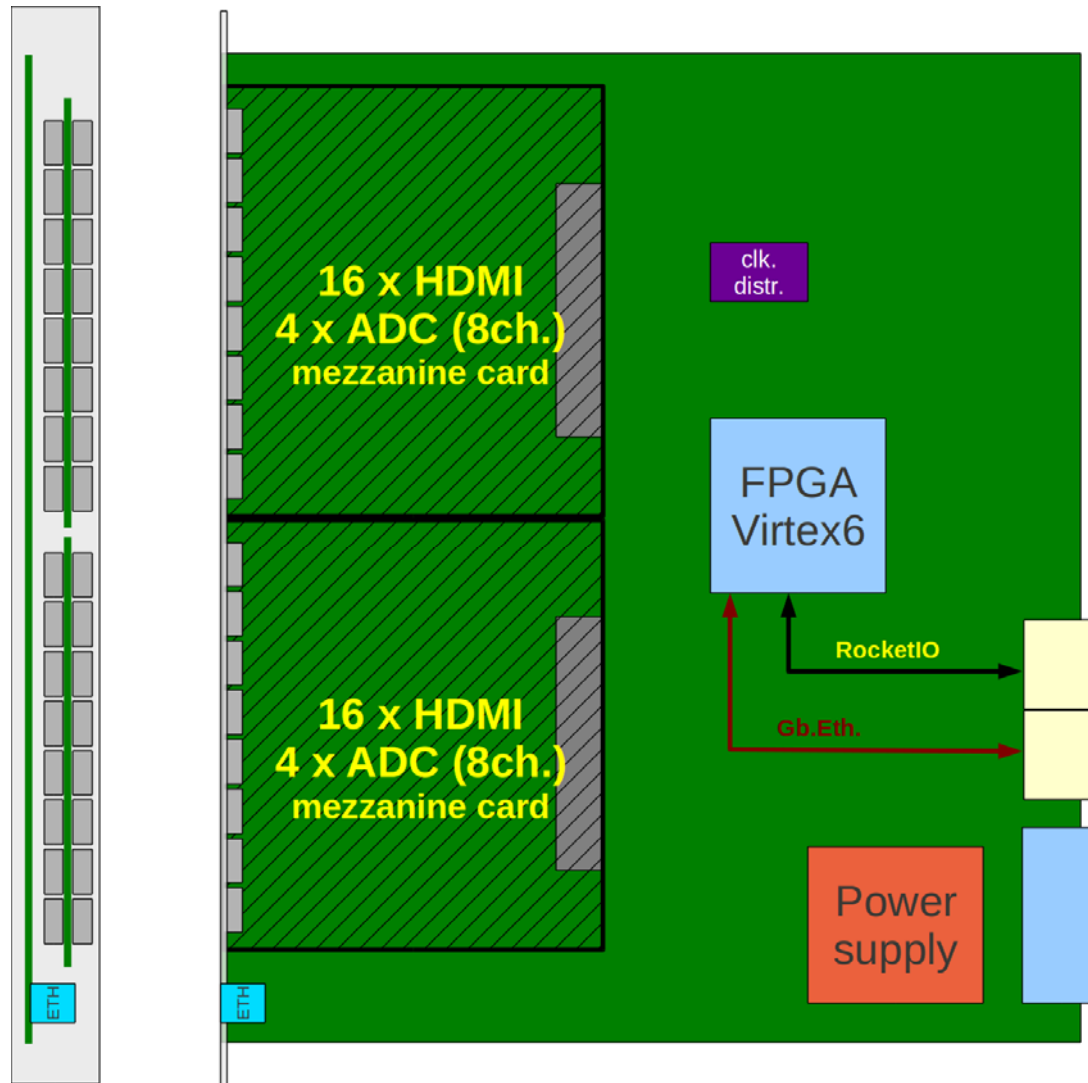 16 x HDMI
4 x ADC (8ch.)
mezzanine card
clk.
distr.
FPGA
Virtex6
RocketIO
Gb.Eth.
16 x HDMI
4 x ADC (8ch.)
mezzanine card
Power
supply
ETH
ETH